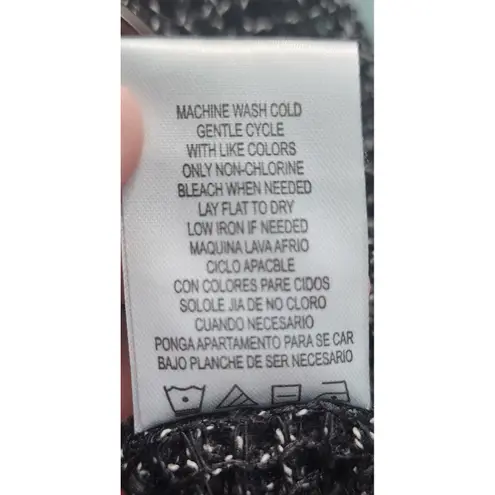 MACHINE WASH COLD
GENTLE CYCLE
WITH LIKE COLORS
ONLY NON-CHLORINE
BLEACH WHEN NEEDED
LAY FLAT TO DRY
LOW IRON IF NEEDED
MAQUINA LAVA AFRIO
CICLO APACBLE
CON COLORES PARE CIDOS
SOLOLE JIA DE NO CLORO
CUANDO NECESARIO
PONGA APARTAMENTO PARA SE CAR
BAJO PLANCHE DE SER NECESARIO